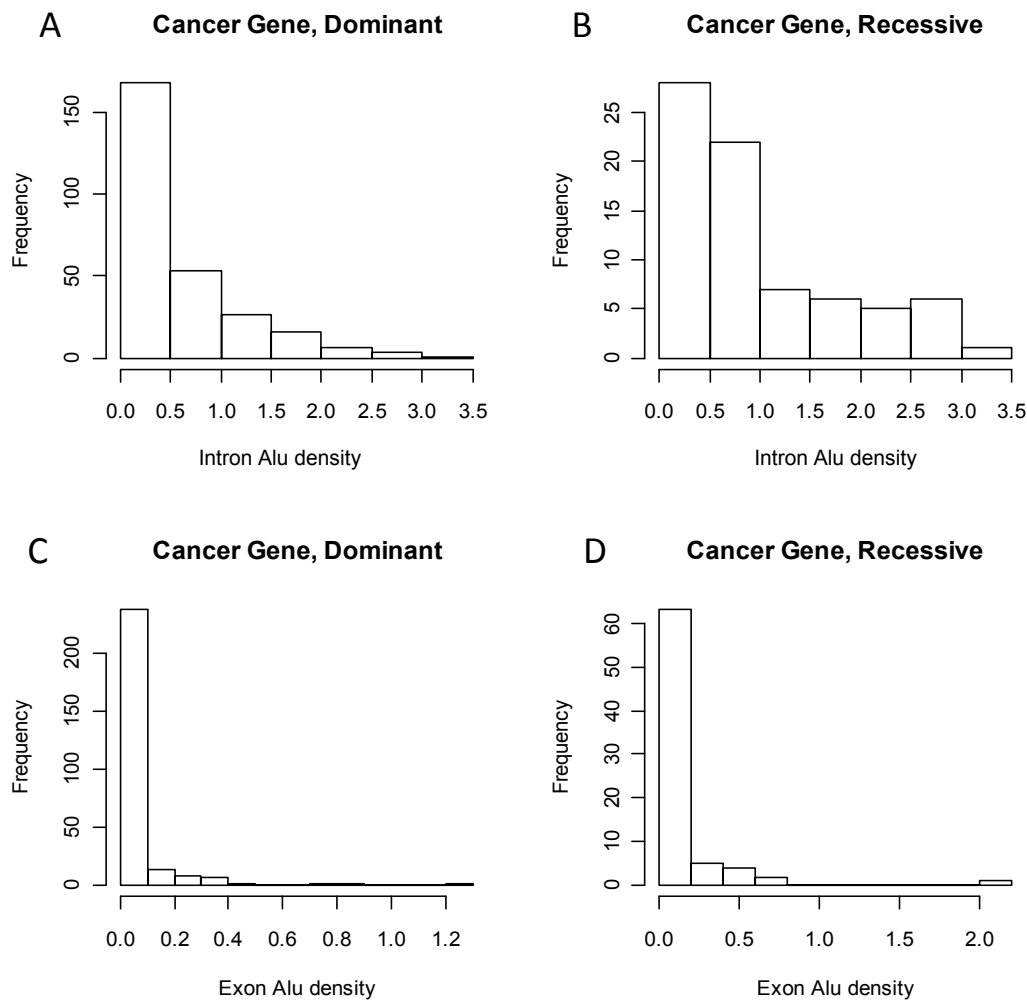 A
Cancer Gene, Dominant
Frequency
0
50
100
150
0.0 0.5 1.0 1.5 2.0 2.5 3.0 3.5
Intron Alu density
B
Cancer Gene, Recessive
Frequency
0
5
10
15
20
25
0.0 0.5 1.0 1.5 2.0 2.5 3.0 3.5
Intron Alu density
C
Cancer Gene, Dominant
Frequency
0
50
100
150
200
0.0 0.2 0.4 0.6 0.8 1.0 1.2
Exon Alu density
D
Cancer Gene, Recessive
Frequency
0
10
20
30
40
50
60
0.0 0.5 1.0 1.5 2.0
Exon Alu density